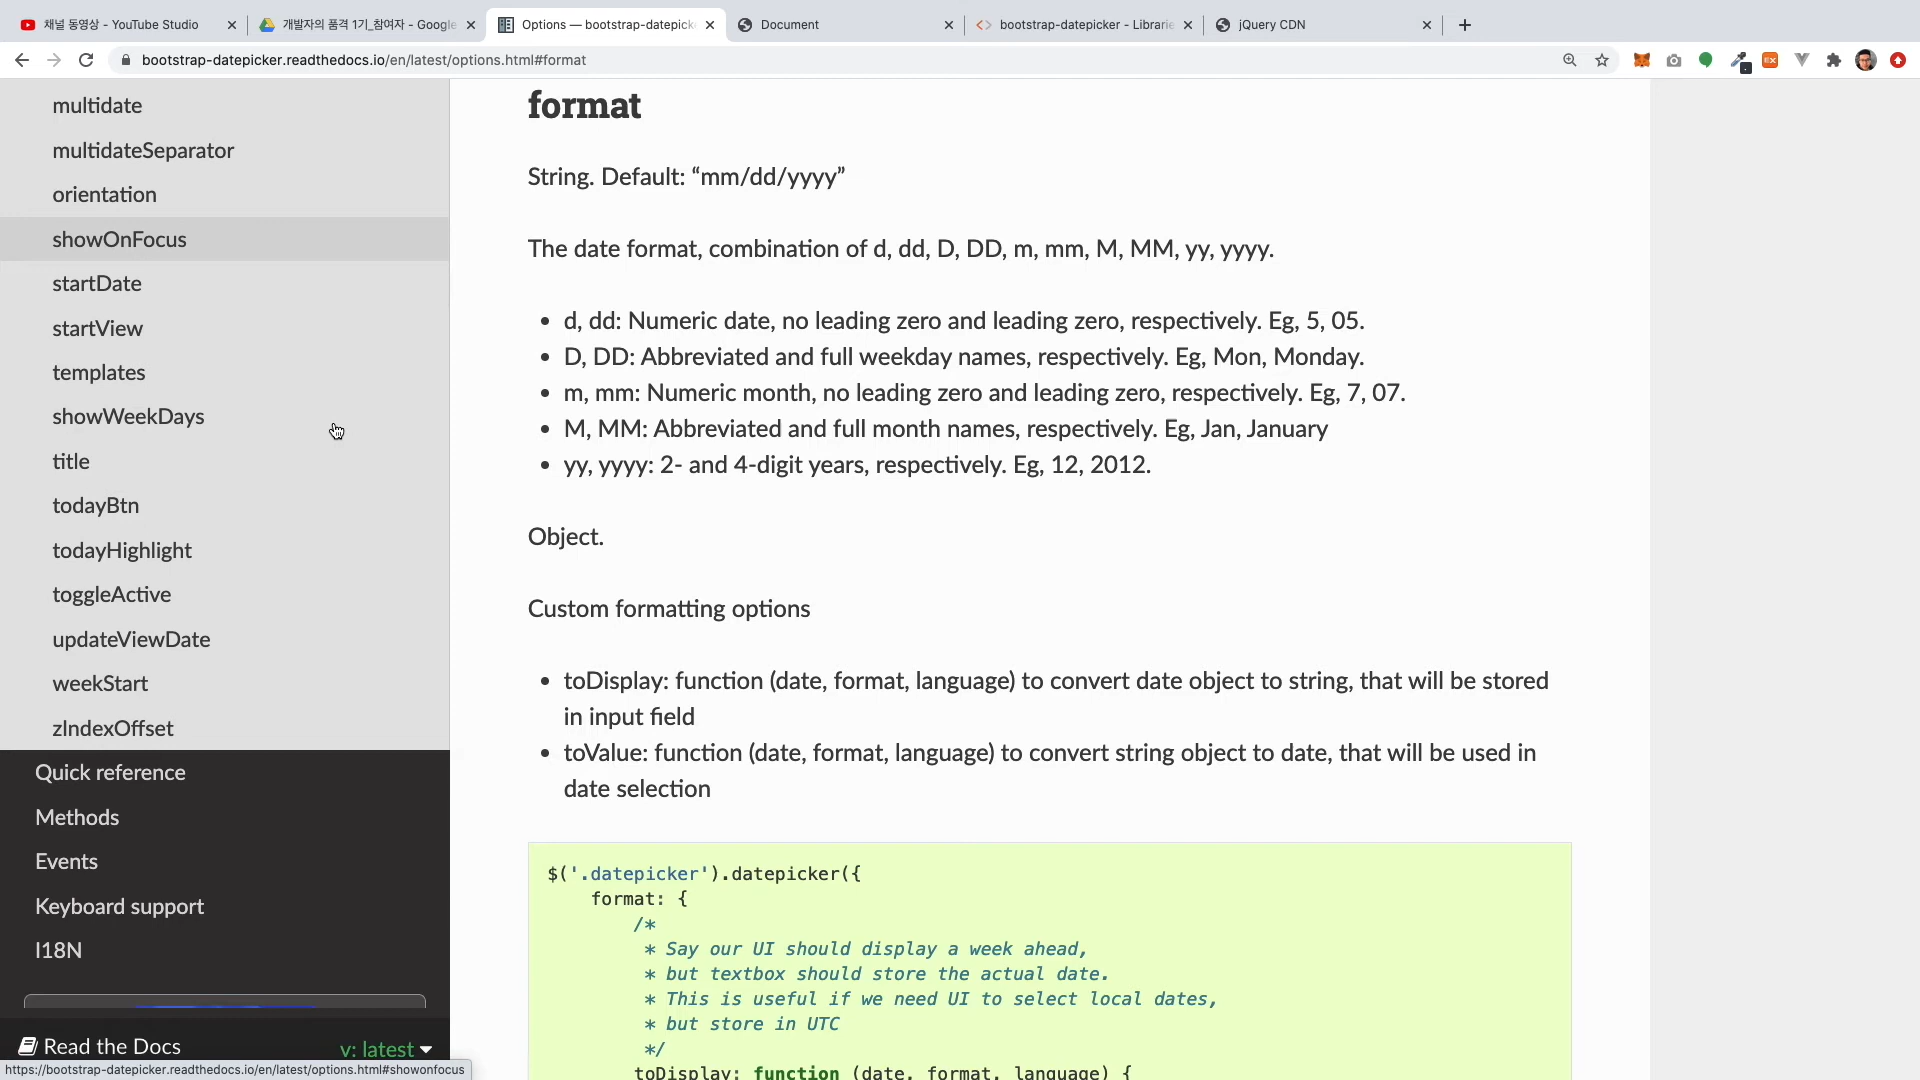 채널 동영상 - YouTube Studio
개발자의 품격 1기_참여자 - Google
Options — bootstrap-datepick
Document
bootstrap-datepicker - Librarie
jQuery CDN
bootstrap-datepicker.readthedocs.io/en/latest/options.html#format
multidate
multidateSeparator
orientation
showOnFocus
startDate
startView
templates
showWeekDays
title
todayBtn
todayHighlight
toggleActive
updateViewDate
weekStart
zIndexOffset
Quick reference
Methods
Events
Keyboard support
I18N
Read the Docs
v: latest
https://bootstrap-datepicker.readthedocs.io/en/latest/options.html#showonfocus
format
String. Default: “mm/dd/yyyy”
The date format, combination of d, dd, D, DD, m, mm, M, MM, yy, yyyy.
• d, dd: Numeric date, no leading zero and leading zero, respectively. Eg, 5, 05.
• D, DD: Abbreviated and full weekday names, respectively. Eg, Mon, Monday.
• m, mm: Numeric month, no leading zero and leading zero, respectively. Eg, 7, 07.
• M, MM: Abbreviated and full month names, respectively. Eg, Jan, January
• yy, yyyy: 2- and 4-digit years, respectively. Eg, 12, 2012.
Object.
Custom formatting options
• toDisplay: function (date, format, language) to convert date object to string, that will be stored
in input field
• toValue: function (date, format, language) to convert string object to date, that will be used in
date selection
$('.datepicker').datepicker({
format: {
/*
* Say our UI should display a week ahead,
* but textbox should store the actual date.
* This is useful if we need UI to select local dates,
* but store in UTC
*/
toDisplay: function (date, format, language) {